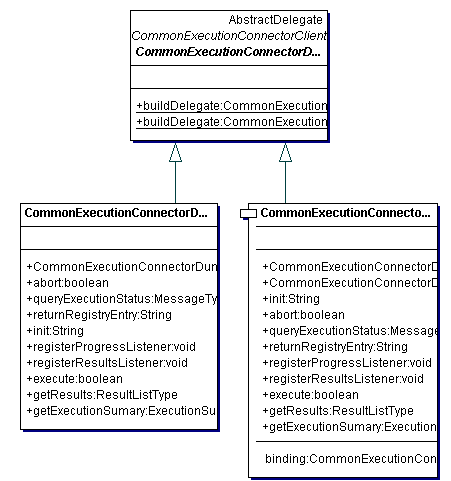 AbstractDelegate
CommonExecutionConnectorClient
CommonExecutionConnectorD...
+buildDelegate:CommonExecution
+buildDelegate:CommonExecution
CommonExecutionConnectorD...
+CommonExecutionConnectorDun
+abort:boolean
+queryExecutionStatus:MessageTy
+returnRegistryEntry:String
+init:String
+registerProgressListener:void
+registerResultsListener:void
+execute:boolean
+getResults:ResultListType
+getExecutionSumary:ExecutionSu
CommonExecutionConnecto...
+CommonExecutionConnectorD
+CommonExecutionConnectorD
+init:String
+abort:boolean
+queryExecutionStatus:Message
+returnRegistryEntry:String
+registerProgressListener:void
+registerResultsListener:void
+execute:boolean
+getResults:ResultListType
+getExecutionSumary:Execution
binding:CommonExecutionCon